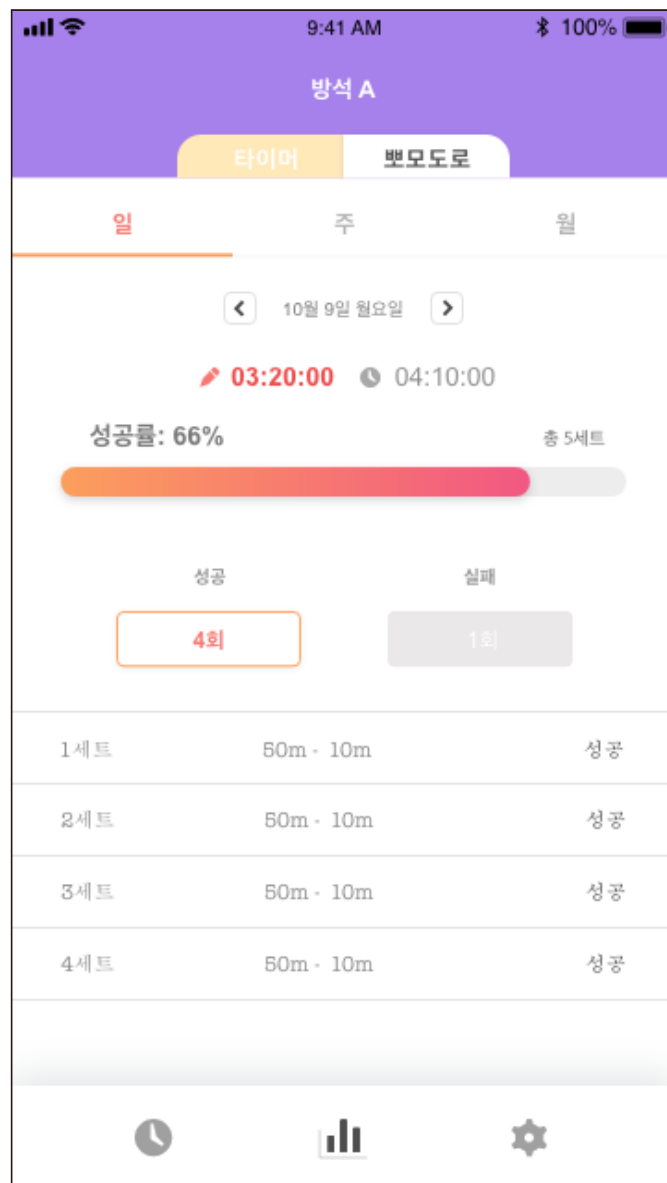 9:41 AM 100%
방석 A
타이머 뽀모도로
일 주 월
10월 9일 월요일
03:20:00 04:10:00
성공률: 66% 총 5세트
성공 실패
4회 1회
1세트 50m - 10m 성공
2세트 50m - 10m 성공
3세트 50m - 10m 성공
4세트 50m - 10m 성공